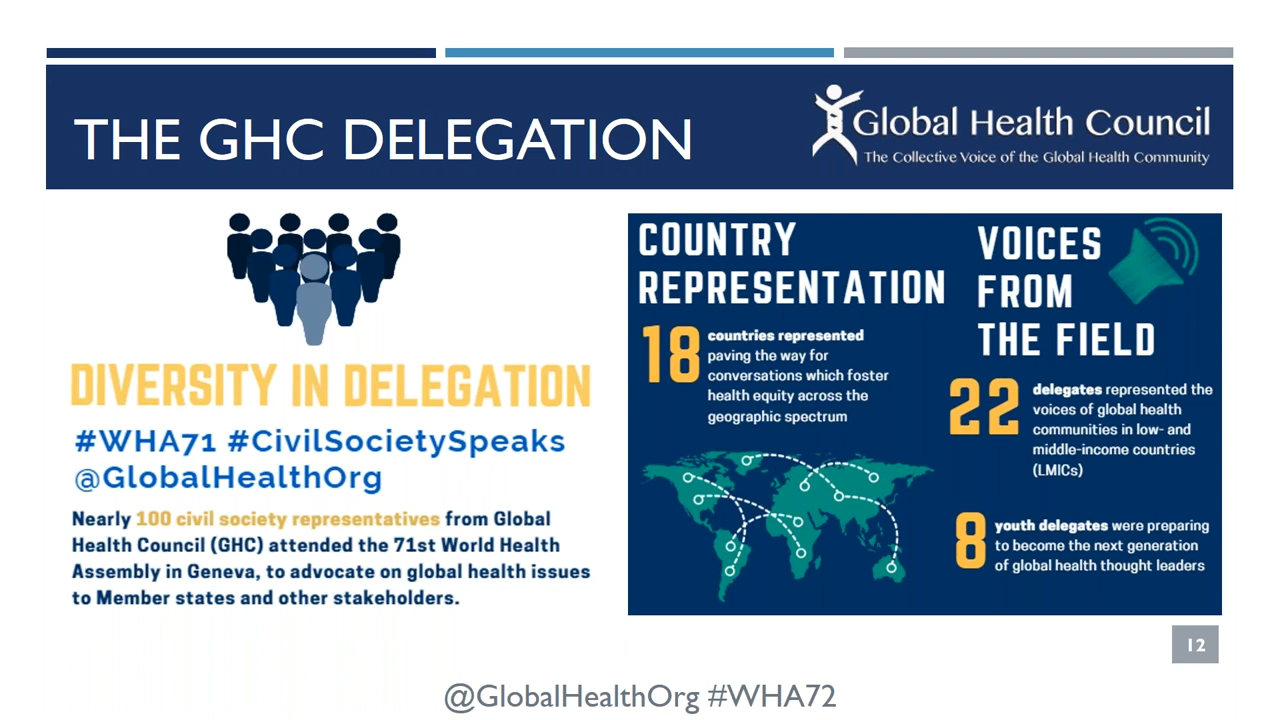 THE GHC DELEGATION
Global Health Council
The Collective Voice of the Global Health Community
DIVERSITY IN DELEGATION
#WHA71 #CivilSocietySpeaks
@GlobalHealthOrg
Nearly 100 civil society representatives from Global
Health Council (GHC) attended the 71st World Health
Assembly in Geneva, to advocate on global health issues
to Member states and other stakeholders.
COUNTRY
REPRESENTATION
18
countries represented
paving the way for
conversations which foster
health equity across the
geographic spectrum
VOICES
FROM
THE FIELD
22
delegates represented the
voices of global health
communities in low- and
middle-income countries
(LMICs)
8
youth delegates were preparing
to become the next generation
of global health thought leaders
12
@GlobalHealthOrg #WHA72